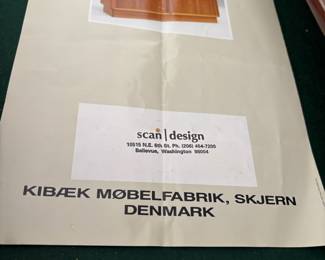 scan | design
10515 N.E. 8th St. Ph. (206) 454-7200
Bellevue, Washington 98004
KIBÆK MØBELFABRIK, SKJERN
DENMARK